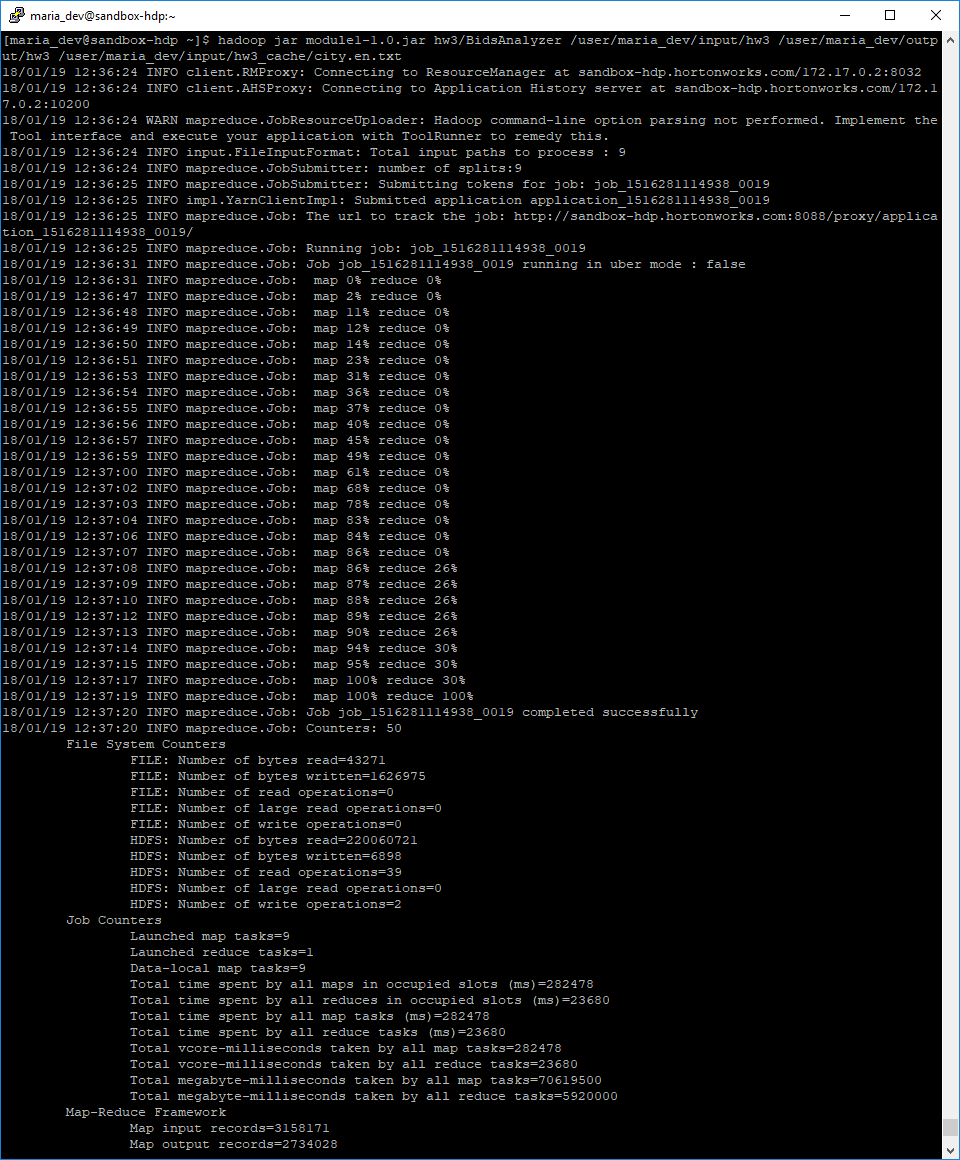 maria_dev@sandbox-hdp:~
[maria_dev@sandbox-hdp ~]$ hadoop jar module1-1.0.jar hw3/BidsAnalyzer /user/maria_dev/input/hw3 /user/maria_dev/outp
ut/hw3 /user/maria_dev/input/hw3_cache/city.en.txt
18/01/19 12:36:24 INFO client.RMProxy: Connecting to ResourceManager at sandbox-hdp.hortonworks.com/172.17.0.2:8032
18/01/19 12:36:24 INFO client.AHSProxy: Connecting to Application History server at sandbox-hdp.hortonworks.com/172.1
7.0.2:10200
18/01/19 12:36:24 WARN mapreduce.JobResourceUploader: Hadoop command-line option parsing not performed. Implement the
 Tool interface and execute your application with ToolRunner to remedy this.
18/01/19 12:36:24 INFO input.FileInputFormat: Total input paths to process : 9
18/01/19 12:36:24 INFO mapreduce.JobSubmitter: number of splits:9
18/01/19 12:36:25 INFO mapreduce.JobSubmitter: Submitting tokens for job: job_1516281114938_0019
18/01/19 12:36:25 INFO impl.YarnClientImpl: Submitted application application_1516281114938_0019
18/01/19 12:36:25 INFO mapreduce.Job: The url to track the job: http://sandbox-hdp.hortonworks.com:8088/proxy/applica
tion_1516281114938_0019/
18/01/19 12:36:25 INFO mapreduce.Job: Running job: job_1516281114938_0019
18/01/19 12:36:31 INFO mapreduce.Job: Job job_1516281114938_0019 running in uber mode : false
18/01/19 12:36:31 INFO mapreduce.Job:  map 0% reduce 0%
18/01/19 12:36:47 INFO mapreduce.Job:  map 2% reduce 0%
18/01/19 12:36:48 INFO mapreduce.Job:  map 11% reduce 0%
18/01/19 12:36:49 INFO mapreduce.Job:  map 12% reduce 0%
18/01/19 12:36:50 INFO mapreduce.Job:  map 14% reduce 0%
18/01/19 12:36:51 INFO mapreduce.Job:  map 23% reduce 0%
18/01/19 12:36:53 INFO mapreduce.Job:  map 31% reduce 0%
18/01/19 12:36:54 INFO mapreduce.Job:  map 36% reduce 0%
18/01/19 12:36:55 INFO mapreduce.Job:  map 37% reduce 0%
18/01/19 12:36:56 INFO mapreduce.Job:  map 40% reduce 0%
18/01/19 12:36:57 INFO mapreduce.Job:  map 45% reduce 0%
18/01/19 12:36:59 INFO mapreduce.Job:  map 49% reduce 0%
18/01/19 12:37:00 INFO mapreduce.Job:  map 61% reduce 0%
18/01/19 12:37:02 INFO mapreduce.Job:  map 68% reduce 0%
18/01/19 12:37:03 INFO mapreduce.Job:  map 78% reduce 0%
18/01/19 12:37:04 INFO mapreduce.Job:  map 83% reduce 0%
18/01/19 12:37:06 INFO mapreduce.Job:  map 84% reduce 0%
18/01/19 12:37:07 INFO mapreduce.Job:  map 86% reduce 0%
18/01/19 12:37:08 INFO mapreduce.Job:  map 86% reduce 26%
18/01/19 12:37:09 INFO mapreduce.Job:  map 87% reduce 26%
18/01/19 12:37:10 INFO mapreduce.Job:  map 88% reduce 26%
18/01/19 12:37:12 INFO mapreduce.Job:  map 89% reduce 26%
18/01/19 12:37:13 INFO mapreduce.Job:  map 90% reduce 26%
18/01/19 12:37:14 INFO mapreduce.Job:  map 94% reduce 30%
18/01/19 12:37:15 INFO mapreduce.Job:  map 95% reduce 30%
18/01/19 12:37:17 INFO mapreduce.Job:  map 100% reduce 30%
18/01/19 12:37:19 INFO mapreduce.Job:  map 100% reduce 100%
18/01/19 12:37:20 INFO mapreduce.Job: Job job_1516281114938_0019 completed successfully
18/01/19 12:37:20 INFO mapreduce.Job: Counters: 50
        File System Counters
                FILE: Number of bytes read=43271
                FILE: Number of bytes written=1626975
                FILE: Number of read operations=0
                FILE: Number of large read operations=0
                FILE: Number of write operations=0
                HDFS: Number of bytes read=220060721
                HDFS: Number of bytes written=6898
                HDFS: Number of read operations=39
                HDFS: Number of large read operations=0
                HDFS: Number of write operations=2
        Job Counters
                Launched map tasks=9
                Launched reduce tasks=1
                Data-local map tasks=9
                Total time spent by all maps in occupied slots (ms)=282478
                Total time spent by all reduces in occupied slots (ms)=23680
                Total time spent by all map tasks (ms)=282478
                Total time spent by all reduce tasks (ms)=23680
                Total vcore-milliseconds taken by all map tasks=282478
                Total vcore-milliseconds taken by all reduce tasks=23680
                Total megabyte-milliseconds taken by all map tasks=70619500
                Total megabyte-milliseconds taken by all reduce tasks=5920000
        Map-Reduce Framework
                Map input records=3158171
                Map output records=2734028